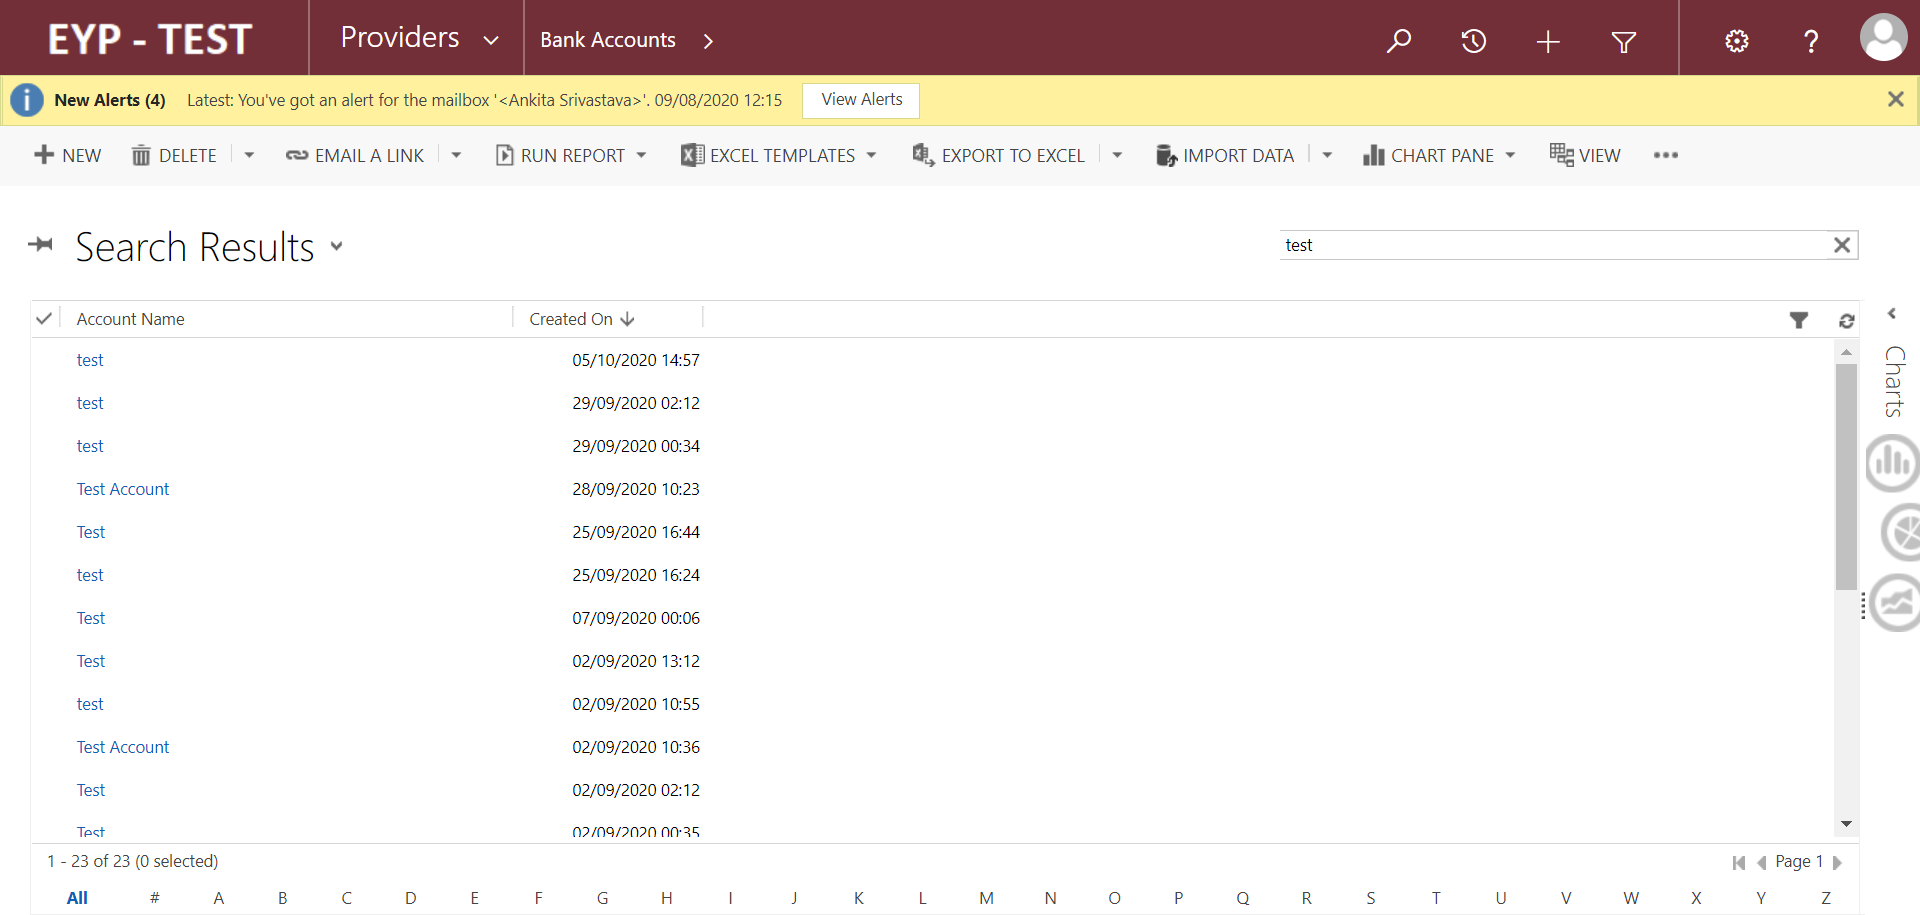 EYP - TEST Providers Bank Accounts ?
New Alerts (4) Latest: You've got an alert for the mailbox '<Ankita Srivastava>'. 09/08/2020 12:15 View Alerts
NEW DELETE EMAIL A LINK RUN REPORT EXCEL TEMPLATES EXPORT TO EXCEL IMPORT DATA CHART PANE VIEW
Search Results test
Account Name Created On
test 05/10/2020 14:57
test 29/09/2020 02:12
test 29/09/2020 00:34
Test Account 28/09/2020 10:23
Test 25/09/2020 16:44
test 25/09/2020 16:24
Test 07/09/2020 00:06
Test 02/09/2020 13:12
test 02/09/2020 10:55
Test Account 02/09/2020 10:36
Test 02/09/2020 02:12
Test 02/09/2020 00:35
Charts
1 - 23 of 23 (0 selected) Page 1
All # A B C D E F G H I J K L M N O P Q R S T U V W X Y Z